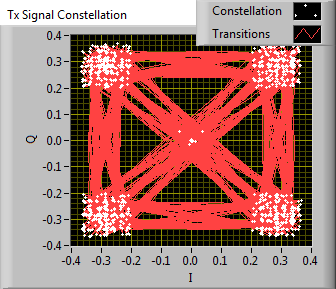 Tx Signal Constellation
Constellation
Transitions
0.4
0.3
0.2
0.1
0.0
-0.1
-0.2
-0.3
-0.4
Q
-0.4 -0.3 -0.2 -0.1 0.0 0.1 0.2 0.3 0.4
I